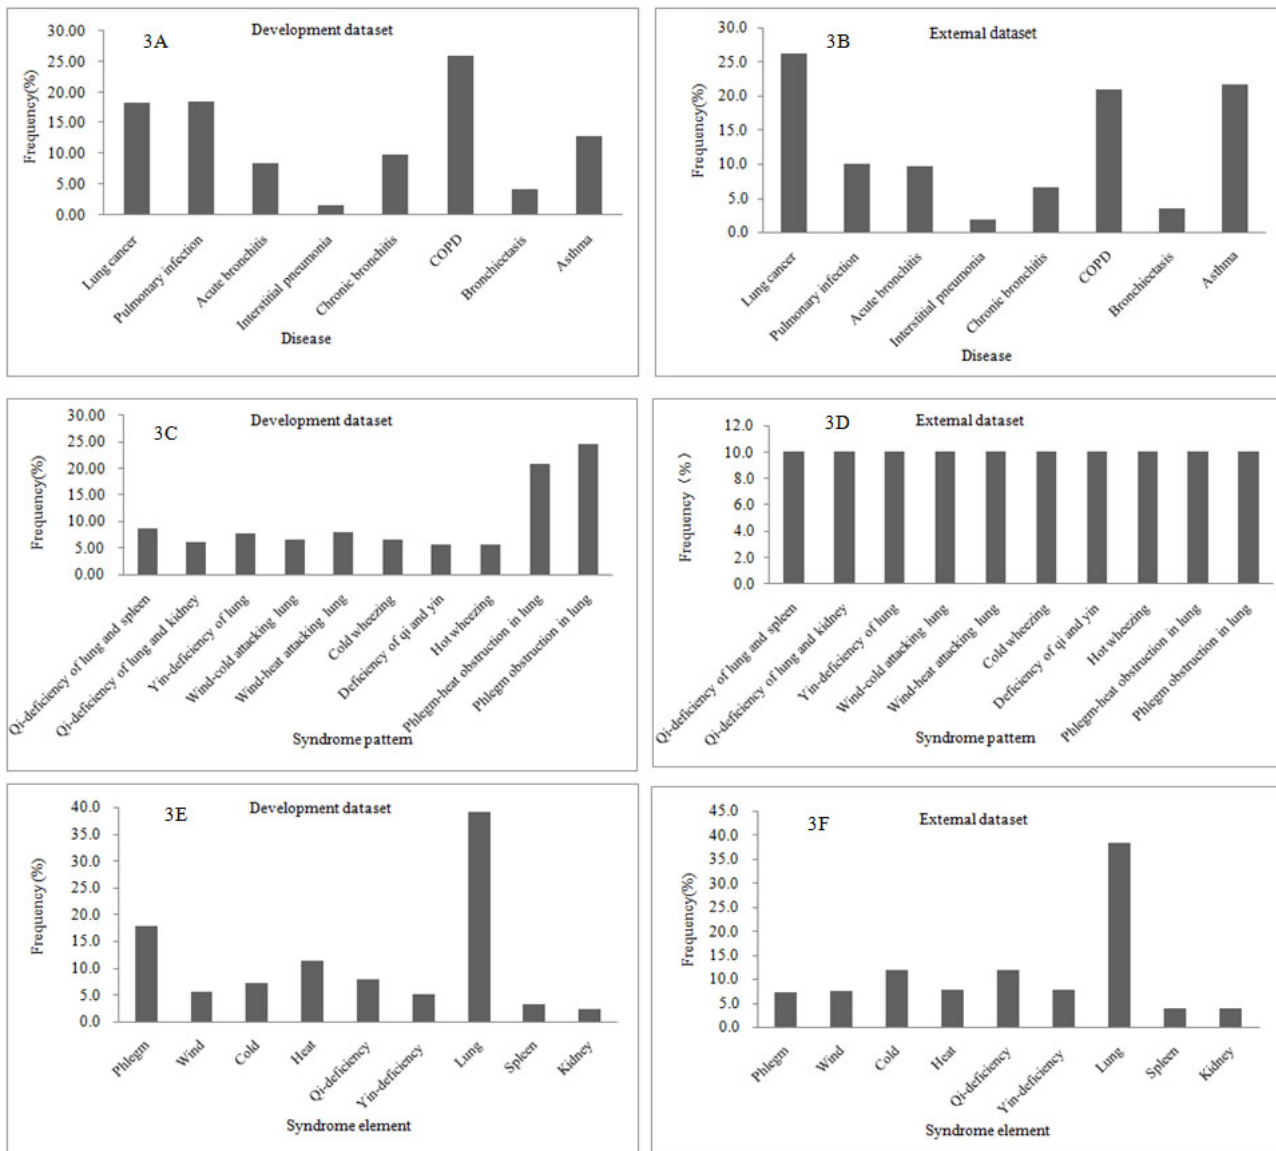 3A
Development dataset
30.00
25.00
20.00
15.00
10.00
5.00
0.00
Frequency(%)
Lung cancer
Pulmonary infection
Acute bronchitis
Interstitial pneumonia
Chronic bronchitis
COPD
Bronchiectasis
Asthma
Disease
3B
External dataset
30.0
25.0
20.0
15.0
10.0
5.0
0.0
Frequency(%)
Lung cancer
Pulmonary infection
Acute bronchitis
Interstitial pneumonia
Chronic bronchitis
COPD
Bronchiectasis
Asthma
Disease
3C
Development dataset
30.00
25.00
20.00
15.00
10.00
5.00
0.00
Frequency(%)
Qi-deficiency of lung and spleen
Qi-deficiency of lung and kidney
Yin-deficiency of lung
Wind-cold attacking lung
Wind-heat attacking lung
Cold wheezing
Deficiency of qi and yin
Hot wheezing
Phlegm-heat obstruction in lung
Phlegm obstruction in lung
Syndrome pattern
3D
External dataset
12.0
10.0
8.0
6.0
4.0
2.0
0.0
Frequency（%）
Qi-deficiency of lung and spleen
Qi-deficiency of lung and kidney
Yin-deficiency of lung
Wind-cold attacking lung
Wind-heat attacking lung
Cold wheezing
Deficiency of qi and yin
Hot wheezing
Phlegm-heat obstruction in lung
Phlegm obstruction in lung
Syndrome pattern
3E
Development dataset
40.0
35.0
30.0
25.0
20.0
15.0
10.0
5.0
0.0
Frequency (%)
Phlegm
Wind
Cold
Heat
Qi-deficiency
Yin-deficiency
Lung
Spleen
Kidney
Syndrome element
3F
External dataset
45.0
40.0
35.0
30.0
25.0
20.0
15.0
10.0
5.0
0.0
Frequency(%)
Phlegm
Wind
Cold
Heat
Qi-deficiency
Yin-deficiency
Lung
Spleen
Kidney
Syndrome element